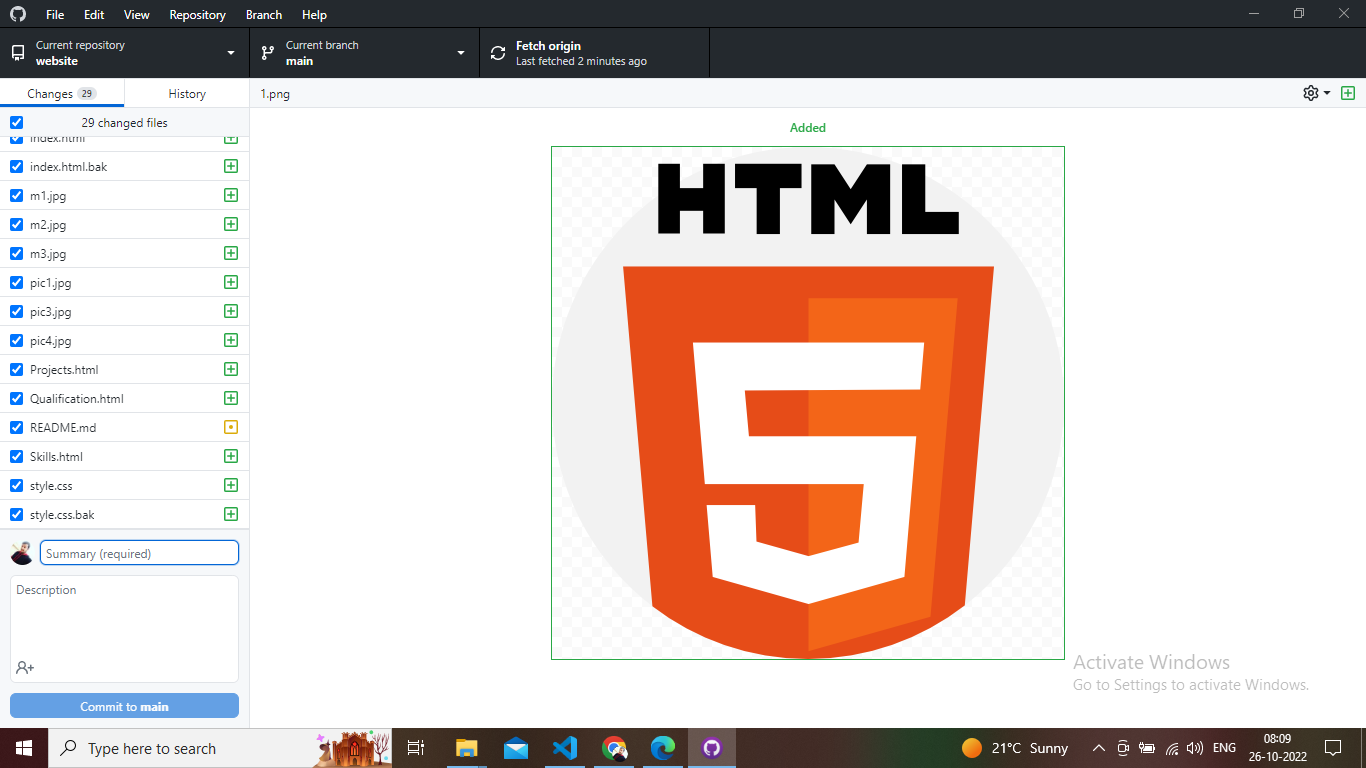 File Edit View Repository Branch Help
Current repository
website
Current branch
main
Fetch origin
Last fetched 2 minutes ago
Changes 29
History
1.png
29 changed files
Added
index.html
index.html.bak
m1.jpg
m2.jpg
m3.jpg
pic1.jpg
pic3.jpg
pic4.jpg
Projects.html
Qualification.html
README.md
Skills.html
style.css
style.css.bak
Summary (required)
Description
Commit to main
HTML
5
Activate Windows
Go to Settings to activate Windows.
Type here to search
21°C Sunny
ENG
08:09
26-10-2022